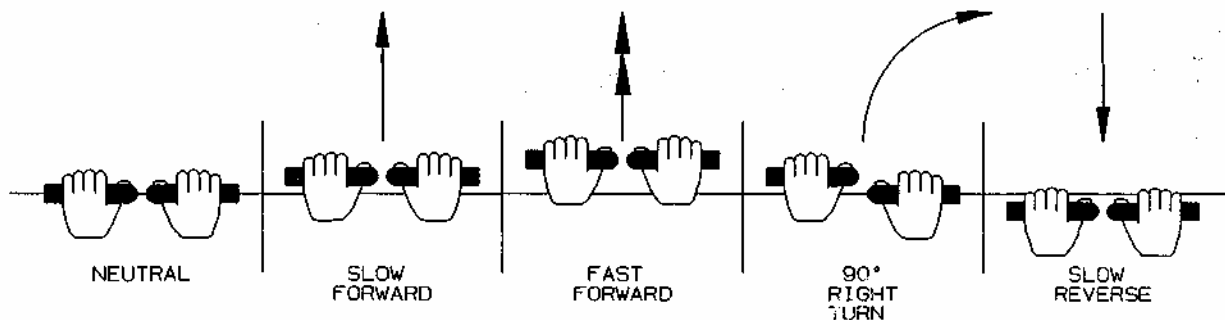 NEUTRAL
SLOW
FORWARD
FAST
FORWARD
90°
RIGHT
TURN
SLOW
REVERSE